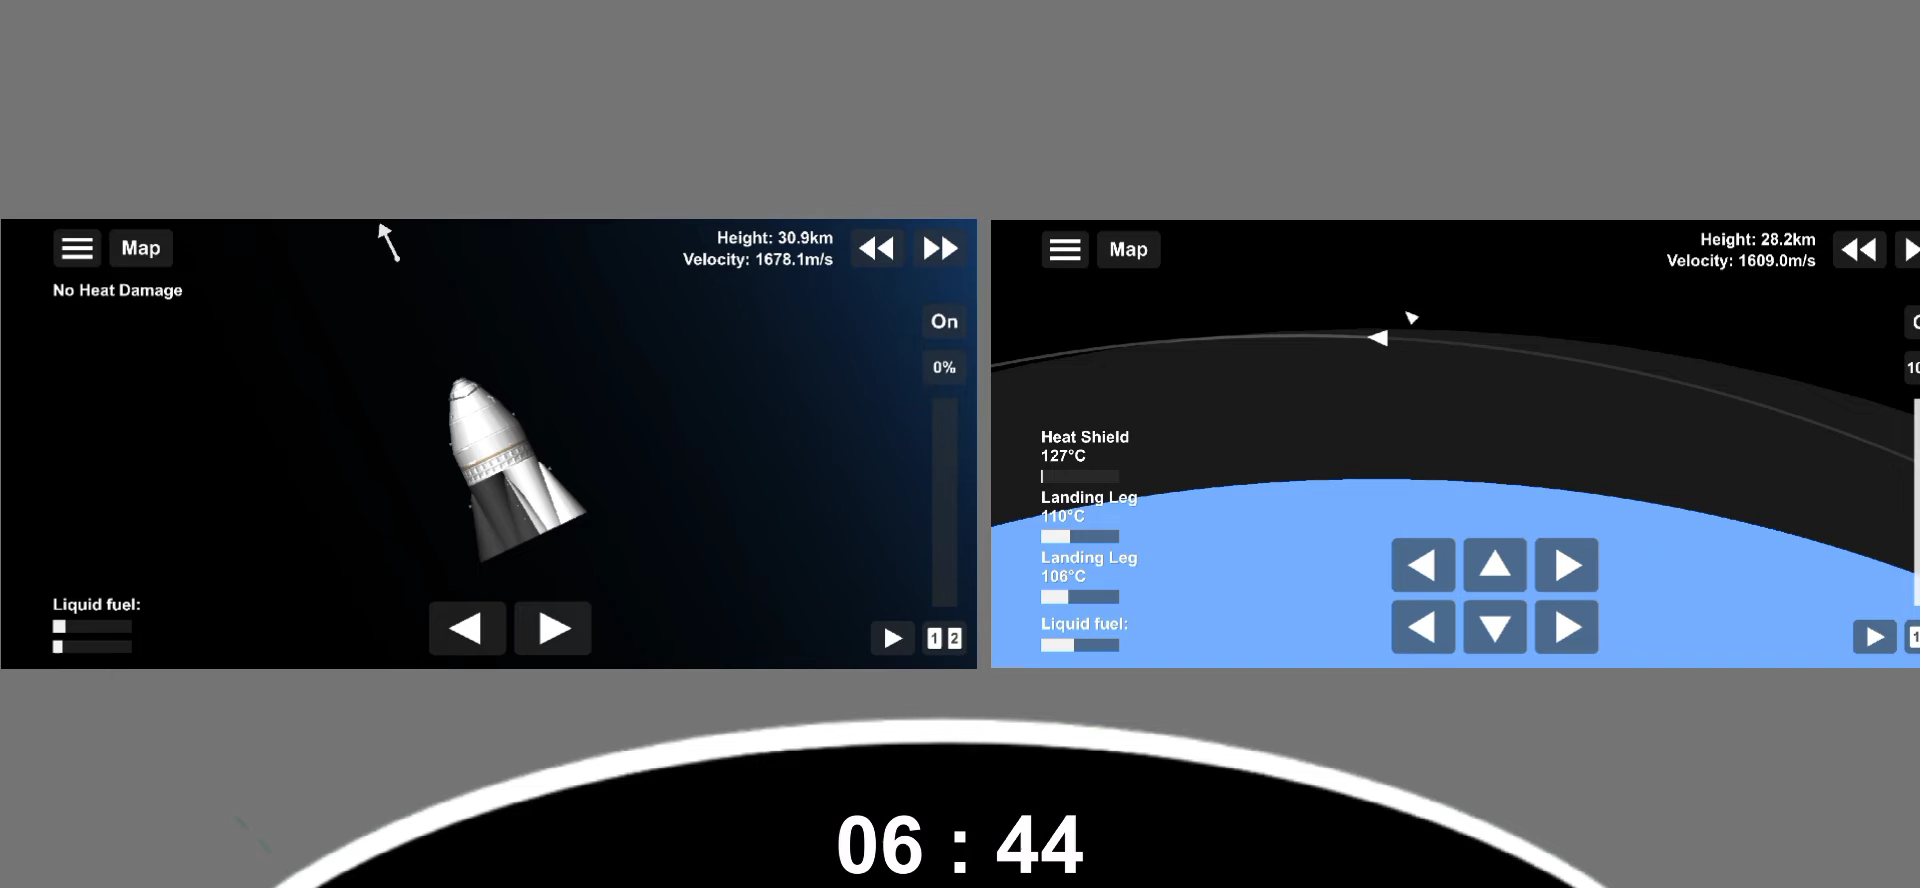 Map
Height: 30.9km
Velocity: 1678.1m/s
No Heat Damage
On
0%
Liquid fuel:
1 2
Map
Height: 28.2km
Velocity: 1609.0m/s
Heat Shield
127°C
Landing Leg
110°C
Landing Leg
106°C
Liquid fuel:
06 : 44